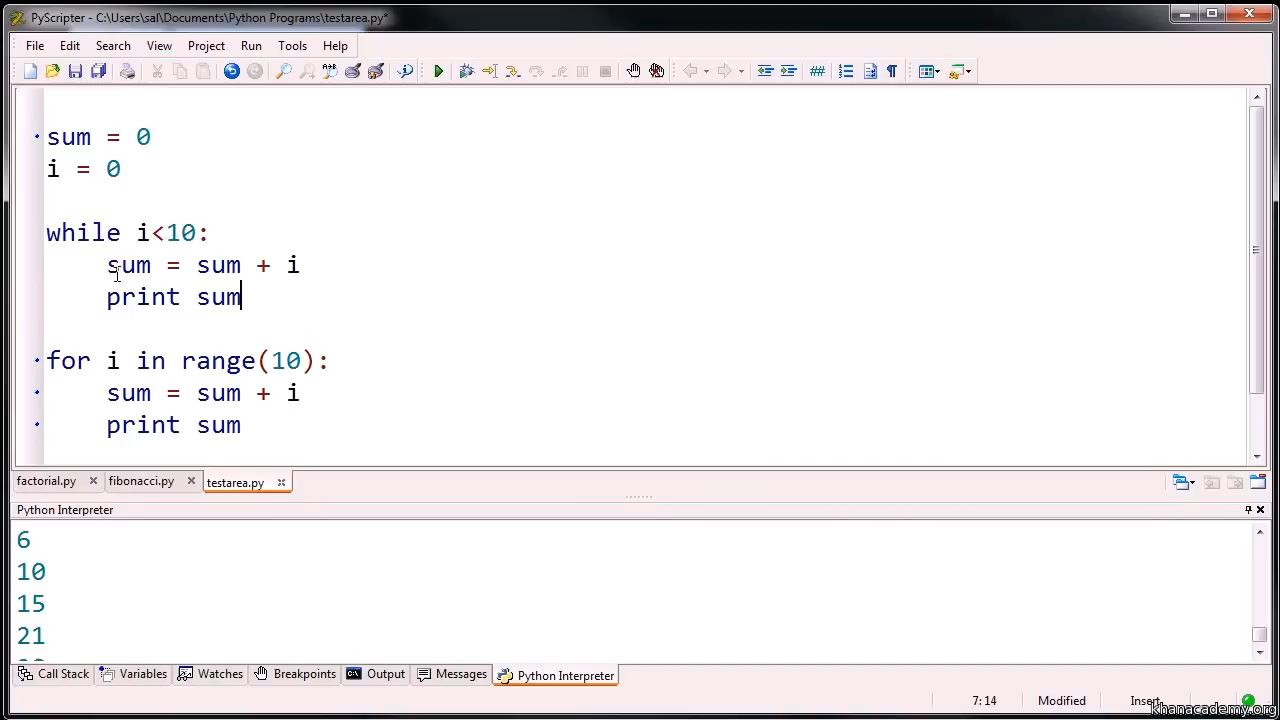 PyScripter - C:\Users\sal\Documents\Python Programs\testarea.py*
File Edit Search View Project Run Tools Help
sum = 0
i = 0
while i<10:
sum = sum + i
print sum
for i in range(10):
sum = sum + i
print sum
factorial.py fibonacci.py testarea.py
Python Interpreter
6
10
15
21
Call Stack Variables Watches Breakpoints Output Messages Python Interpreter
7: 14 Modified Insert
khanacademy.org